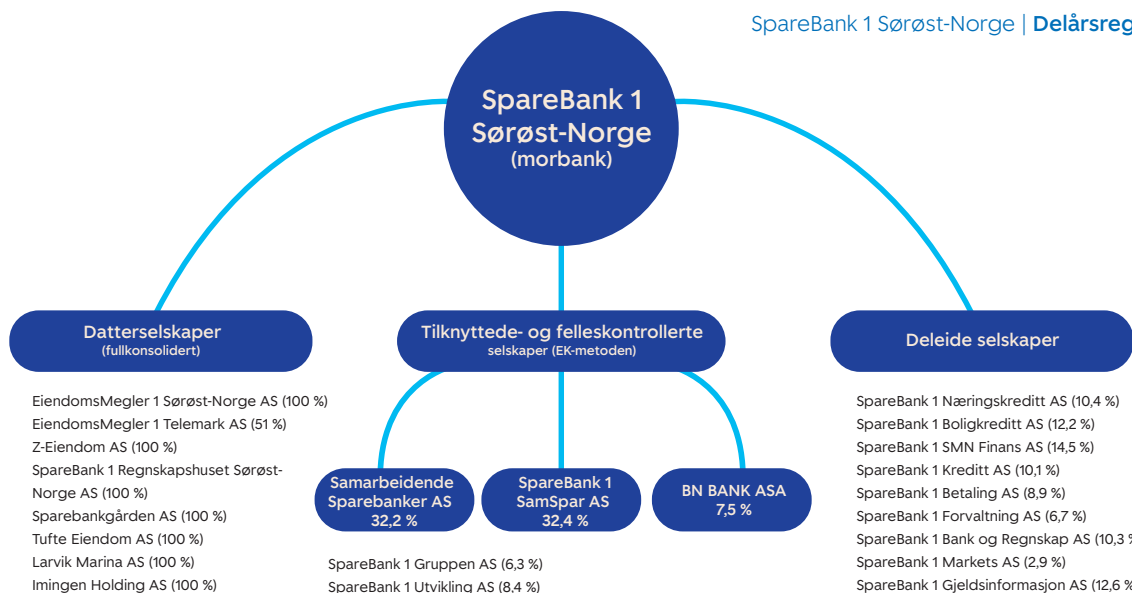 SpareBank 1 Sørøst-Norge | Delårsreg
SpareBank 1
Sørøst-Norge
(morbank)
Datterselskaper
(fullkonsolidert)
EiendomsMegler 1 Sørøst-Norge AS (100 %)
EiendomsMegler 1 Telemark AS (51 %)
Z-Eiendom AS (100 %)
SpareBank 1 Regnskapshuset Sørøst-
Norge AS (100 %)
Sparebankgården AS (100 %)
Tufte Eiendom AS (100 %)
Larvik Marina AS (100 %)
Imingen Holding AS (100 %)
Tilknyttede- og felleskontrollerte
selskaper (EK-metoden)
Samarbeidende
Sparebanker AS
32,2 %
SpareBank 1
SamSpar AS
32,4 %
BN BANK ASA
7,5 %
SpareBank 1 Gruppen AS (6,3 %)
SpareBank 1 Utvikling AS (8,4 %)
Deleide selskaper
SpareBank 1 Næringskreditt AS (10,4 %)
SpareBank 1 Boligkreditt AS (12,2 %)
SpareBank 1 SMN Finans AS (14,5 %)
SpareBank 1 Kreditt AS (10,1 %)
SpareBank 1 Betaling AS (8,9 %)
SpareBank 1 Forvaltning AS (6,7 %)
SpareBank 1 Bank og Regnskap AS (10,3 %
SpareBank 1 Markets AS (2,9 %)
SpareBank 1 Gjeldsinformasjon AS (12,6 %